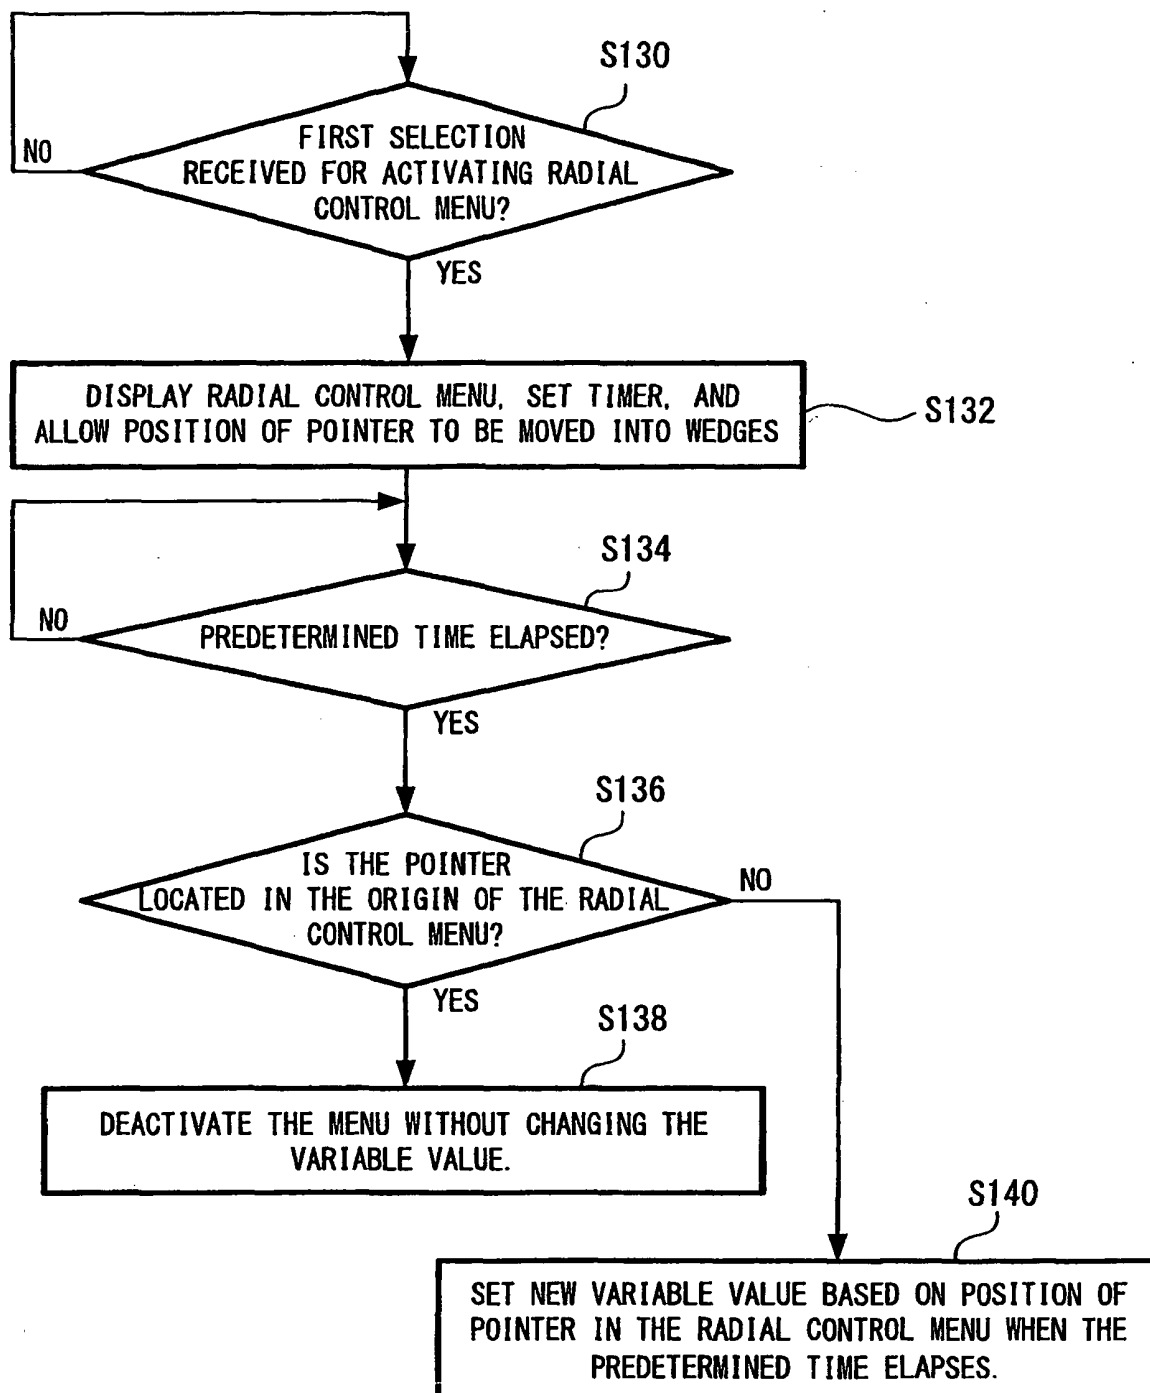 S130
FIRST SELECTION
RECEIVED FOR ACTIVATING RADIAL
CONTROL MENU?
NO
YES
DISPLAY RADIAL CONTROL MENU, SET TIMER, AND
ALLOW POSITION OF POINTER TO BE MOVED INTO WEDGES
S132
S134
PREDETERMINED TIME ELAPSED?
NO
YES
S136
IS THE POINTER
LOCATED IN THE ORIGIN OF THE RADIAL
CONTROL MENU?
NO
YES
S138
DEACTIVATE THE MENU WITHOUT CHANGING THE
VARIABLE VALUE.
S140
SET NEW VARIABLE VALUE BASED ON POSITION OF
POINTER IN THE RADIAL CONTROL MENU WHEN THE
PREDETERMINED TIME ELAPSES.